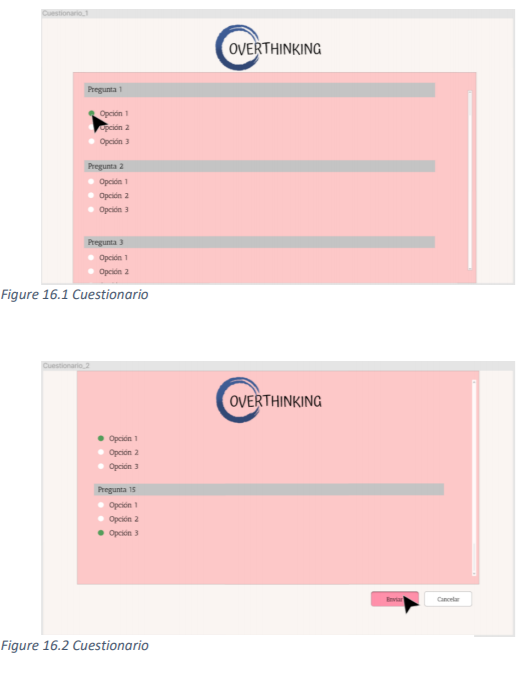 Cuestionario_1
OVERTHINKING
Pregunta 1
Opción 1
Opción 2
Opción 3
Pregunta 2
Opción 1
Opción 2
Opción 3
Pregunta 3
Opción 1
Opción 2
Figure 16.1 Cuestionario
Cuestionario_2
OVERTHINKING
Opción 1
Opción 2
Opción 3
Pregunta 15
Opción 1
Opción 2
Opción 3
Enviar Cancelar
Figure 16.2 Cuestionario